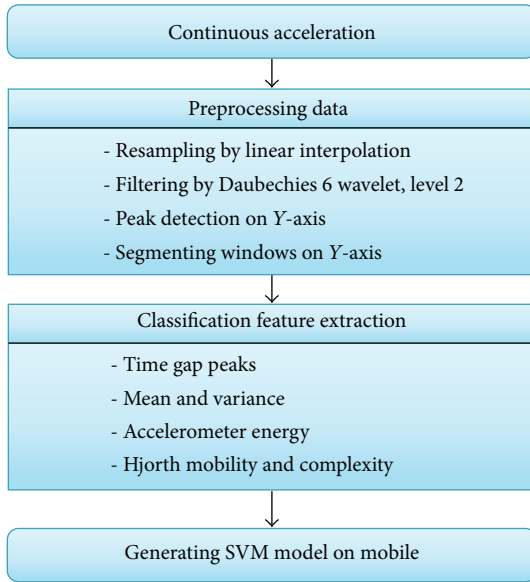 Continuous acceleration
Preprocessing data
- Resampling by linear interpolation
- Filtering by Daubechies 6 wavelet, level 2
- Peak detection on Y-axis
- Segmenting windows on Y-axis
Classification feature extraction
- Time gap peaks
- Mean and variance
- Accelerometer energy
- Hjorth mobility and complexity
Generating SVM model on mobile